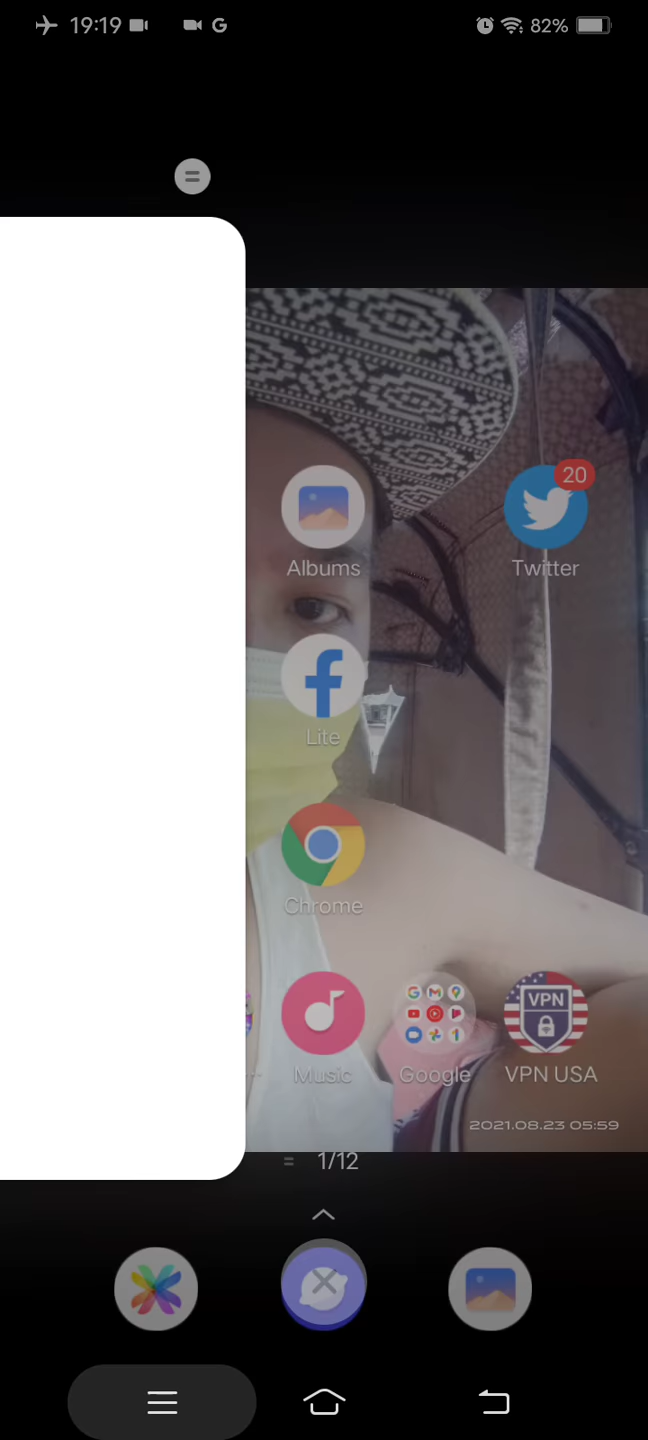 19:19
G
82%
20
Albums
Twitter
Lite
Chrome
VPN
Music
Google
VPN USA
2021.08.23 05:59
1/12